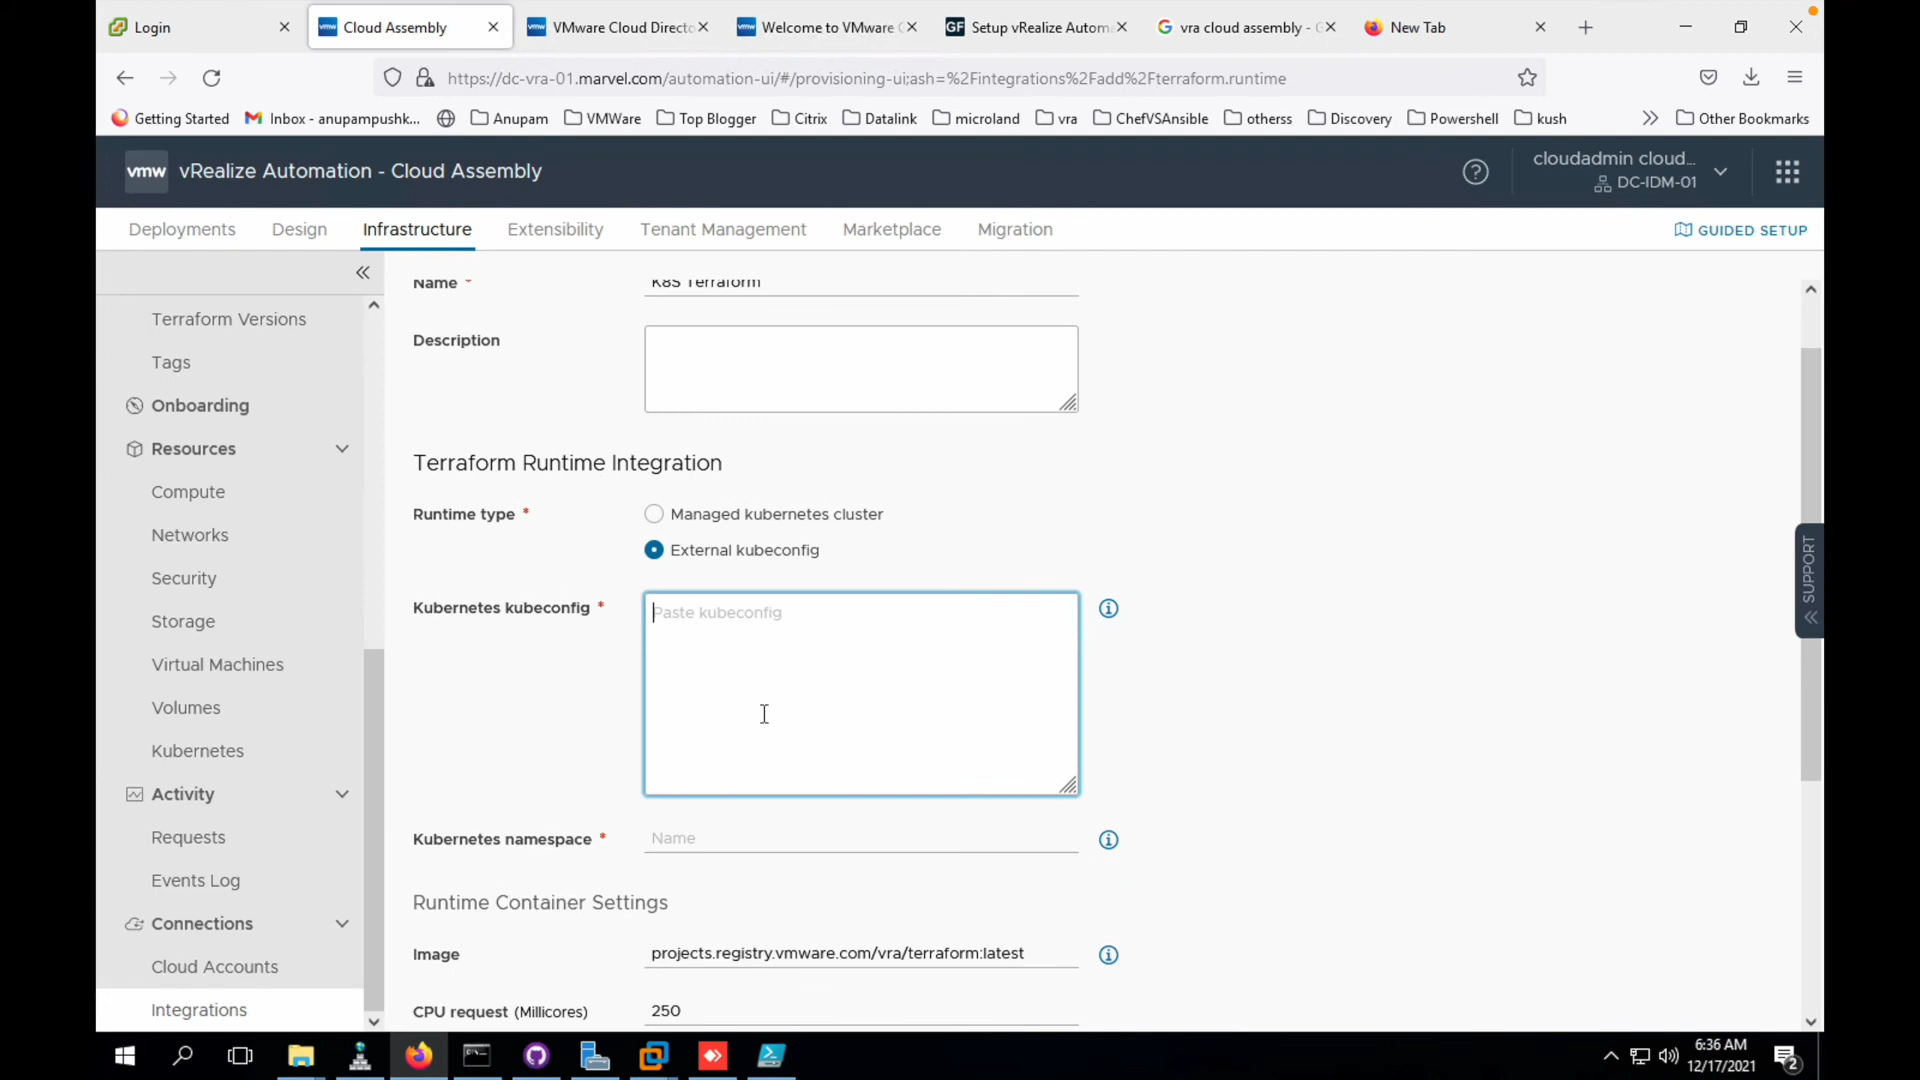 Login
Cloud Assembly
VMware Cloud Directo
Welcome to VMware C
GF
Setup vRealize Autom
vra cloud assembly - G
New Tab
https://dc-vra-01.marvel.com/automation-ui/#/provisioning-ui;ash=%2Fintegrations%2Fadd%2Fterraform.runtime
Getting Started
Inbox - anupampushk...
Anupam
VMWare
Top Blogger
Citrix
Datalink
microland
vra
ChefVSAnsible
otherss
Discovery
Powershell
kush
Other Bookmarks
vmw
vRealize Automation - Cloud Assembly
cloudadmin cloud...
DC-IDM-01
Deployments
Design
Infrastructure
Extensibility
Tenant Management
Marketplace
Migration
GUIDED SETUP
Terraform Versions
Tags
Onboarding
Resources
Compute
Networks
Security
Storage
Virtual Machines
Volumes
Kubernetes
Activity
Requests
Events Log
Connections
Cloud Accounts
Integrations
Name *
K8S Terraform
Description
Terraform Runtime Integration
Runtime type *
Managed kubernetes cluster
External kubeconfig
Kubernetes kubeconfig *
Paste kubeconfig
Kubernetes namespace *
Name
Runtime Container Settings
Image
projects.registry.vmware.com/vra/terraform:latest
CPU request (Millicores)
250
SUPPORT
6:36 AM
12/17/2021
2